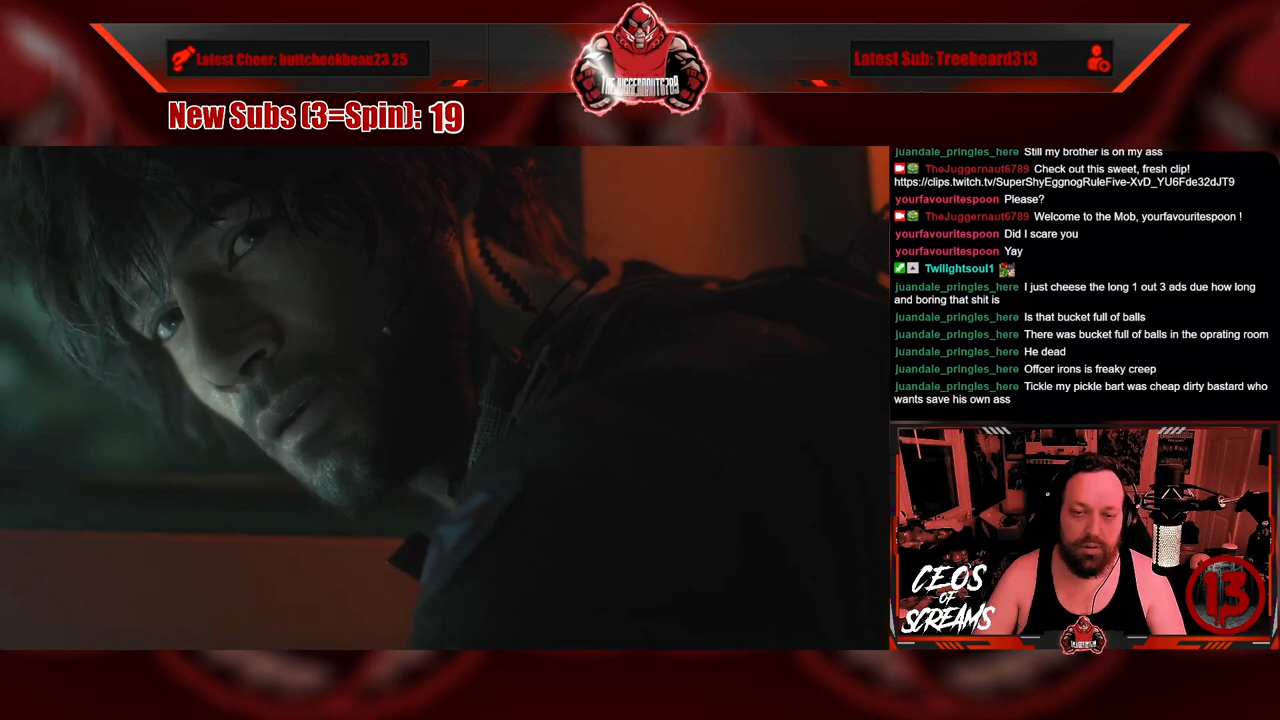 Latest Cheer: buttcheekbeau23 25
THEJUGGERNAUT6789
Latest Sub: Treebeard313
New Subs (3=Spin): 19
juandale_pringles_here Still my brother is on my ass
TheJuggernaut6789 Check out this sweet, fresh clip!
https://clips.twitch.tv/SuperShyEggnogRuleFive-XvD_YU6Fde32dJT9
yourfavouritespoon Please?
TheJuggernaut6789 Welcome to the Mob, yourfavouritespoon !
yourfavouritespoon Did I scare you
yourfavouritespoon Yay
Twilightsoul1
juandale_pringles_here I just cheese the long 1 out 3 ads due how long
and boring that shit is
juandale_pringles_here Is that bucket full of balls
juandale_pringles_here There was bucket full of balls in the oprating room
juandale_pringles_here He dead
juandale_pringles_here Offcer irons is freaky creep
juandale_pringles_here Tickle my pickle bart was cheap dirty bastard who
wants save his own ass
CEOS
OF
SCREAMS
13